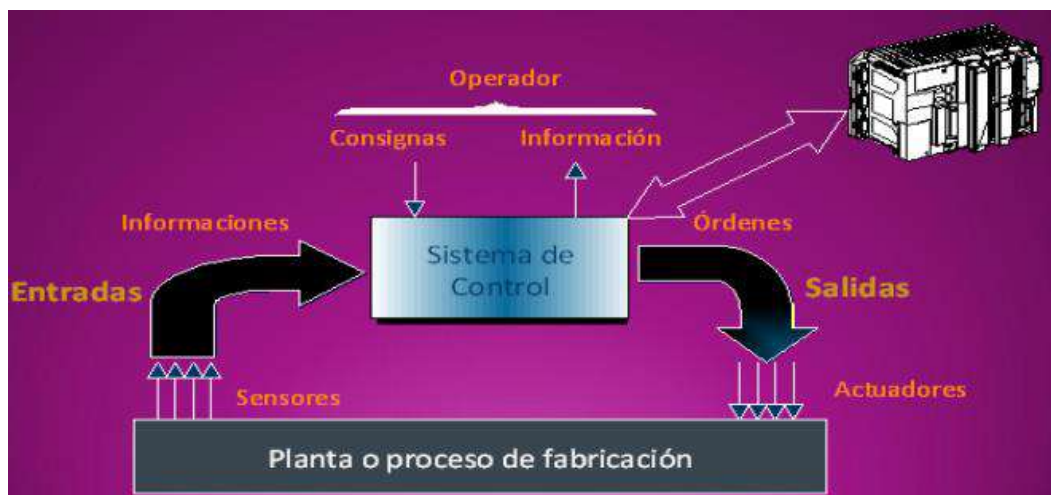 Operador
Consignas Información
Informaciones Órdenes
Sistema de
Control
Entradas Salidas
Sensores Actuadores
Planta o proceso de fabricación